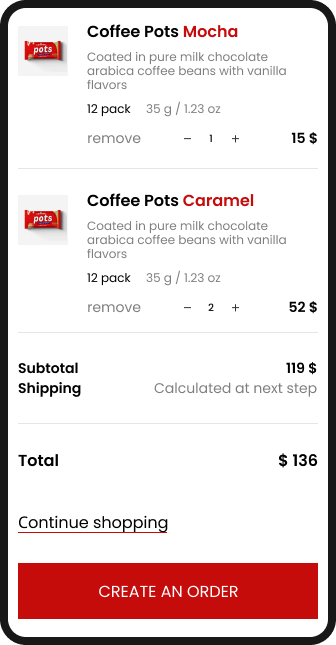 pots
Coffee Pots Mocha
Coated in pure milk chocolate
arabica coffee beans with vanilla
flavors
12 pack 35 g / 1.23 oz
remove − 1 + 15 $
pots
Coffee Pots Caramel
Coated in pure milk chocolate
arabica coffee beans with vanilla
flavors
12 pack 35 g / 1.23 oz
remove − 2 + 52 $
Subtotal 119 $
Shipping Calculated at next step
Total $ 136
Continue shopping
CREATE AN ORDER